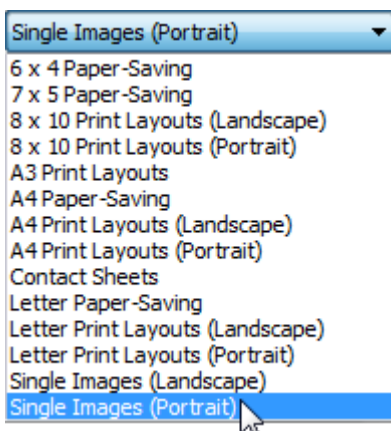 Single Images (Portrait)
6 x 4 Paper-Saving
7 x 5 Paper-Saving
8 x 10 Print Layouts (Landscape)
8 x 10 Print Layouts (Portrait)
A3 Print Layouts
A4 Paper-Saving
A4 Print Layouts (Landscape)
A4 Print Layouts (Portrait)
Contact Sheets
Letter Paper-Saving
Letter Print Layouts (Landscape)
Letter Print Layouts (Portrait)
Single Images (Landscape)
Single Images (Portrait)